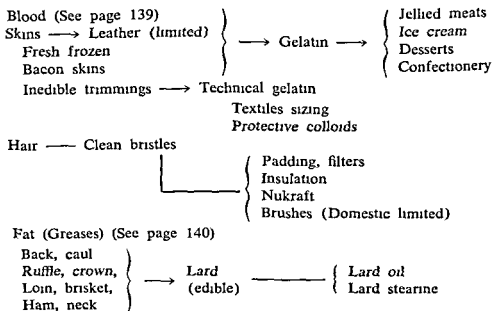 Blood (See page 139)
Skins → Leather (limited)
Fresh frozen
Bacon skins
→ Gelatin →
Jellied meats
Ice cream
Desserts
Confectionery
Inedible trimmings → Technical gelatin
Textiles sizing
Protective colloids
Hair — Clean bristles
Padding, filters
Insulation
Nukraft
Brushes (Domestic limited)
Fat (Greases) (See page 140)
Back, caul
Ruffle, crown,
Loin, brisket,
Ham, neck
→ Lard
(edible)
Lard oil
Lard stearine